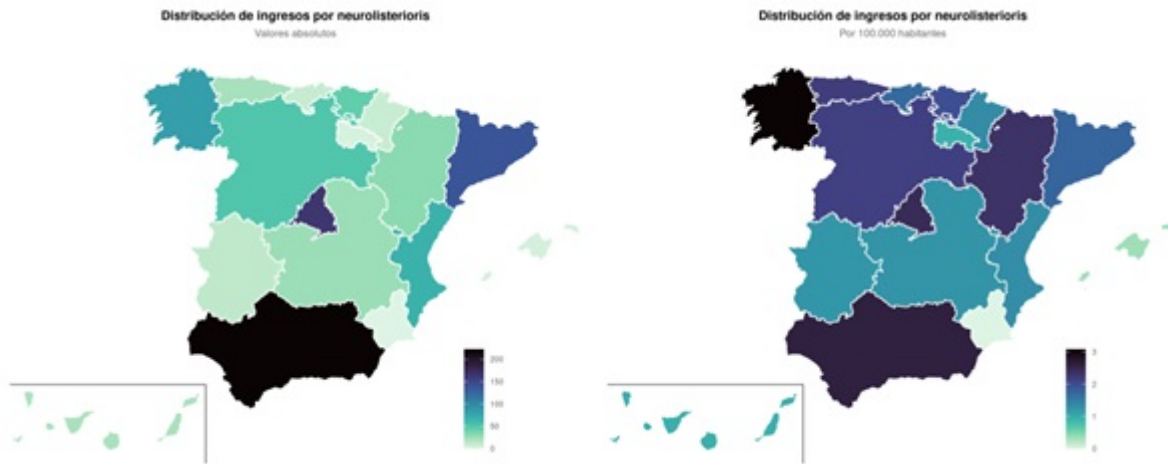 Distribución de ingresos por neurolisterioris
Valores absolutos
200
150
100
50
0
Distribución de ingresos por neurolisterioris
Por 100.000 habitantes
3
2
1
0